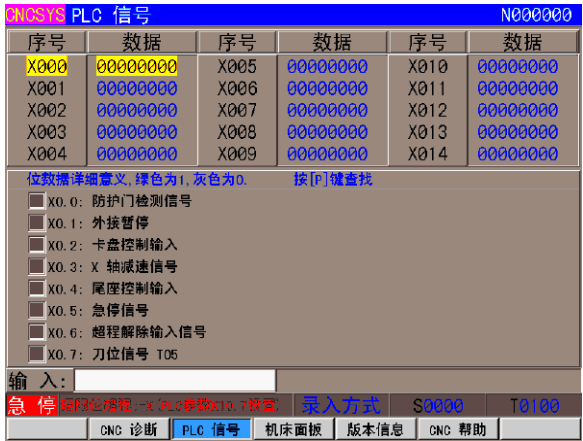 CNCSYS PLC 信号 N000000
序号 数据 序号 数据 序号 数据
X000 00000000 X005 00000000 X010 00000000
X001 00000000 X006 00000000 X011 00000000
X002 00000000 X007 00000000 X012 00000000
X003 00000000 X008 00000000 X013 00000000
X004 00000000 X009 00000000 X014 00000000
位数据详细意义,绿色为1,灰色为0. 按[P]键查找
X0.0: 防护门检测信号
X0.1: 外接暂停
X0.2: 卡盘控制输入
X0.3: X 轴减速信号
X0.4: 尾座控制输入
X0.5: 急停信号
X0.6: 超程解除输入信号
X0.7: 刀位信号 T05
输 入:
急 停 录入方式 S0000 T0100
CNC 诊断 PLC 信号 机床面板 版本信息 CNC 帮助